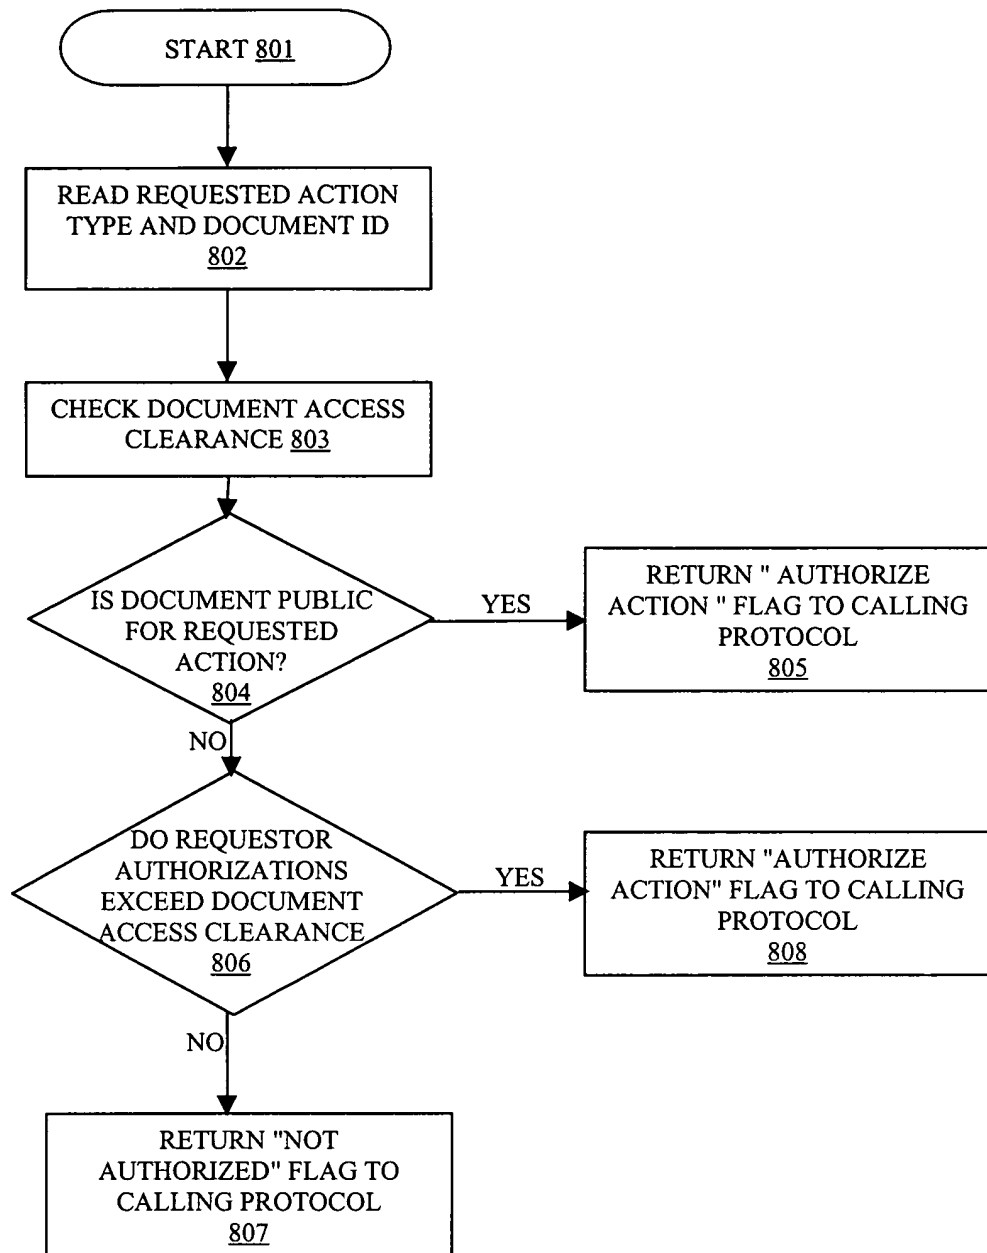 START 801
READ REQUESTED ACTION
TYPE AND DOCUMENT ID
802
CHECK DOCUMENT ACCESS
CLEARANCE 803
IS DOCUMENT PUBLIC
FOR REQUESTED
ACTION?
804
YES
RETURN " AUTHORIZE
ACTION " FLAG TO CALLING
PROTOCOL
805
NO
DO REQUESTOR
AUTHORIZATIONS
EXCEED DOCUMENT
ACCESS CLEARANCE
806
YES
RETURN "AUTHORIZE
ACTION" FLAG TO CALLING
PROTOCOL
808
NO
RETURN "NOT
AUTHORIZED" FLAG TO
CALLING PROTOCOL
807